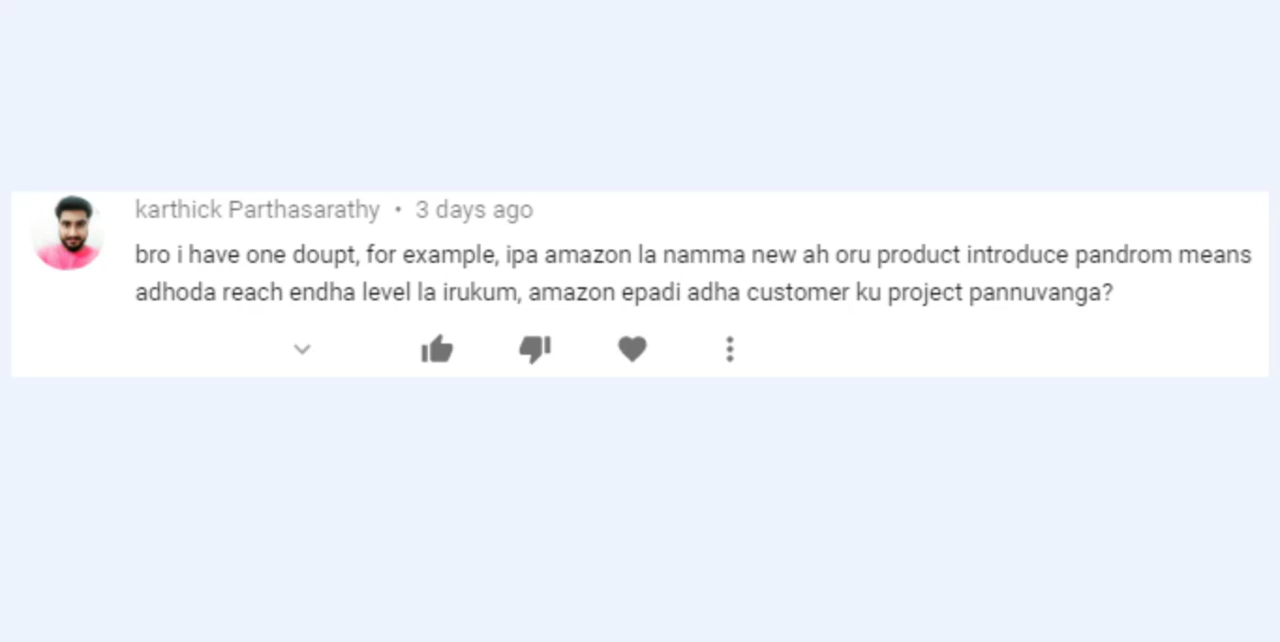 karthick Parthasarathy • 3 days ago
bro i have one doupt, for example, ipa amazon la namma new ah oru product introduce pandrom means
adhoda reach endha level la irukum, amazon epadi adha customer ku project pannuvanga?